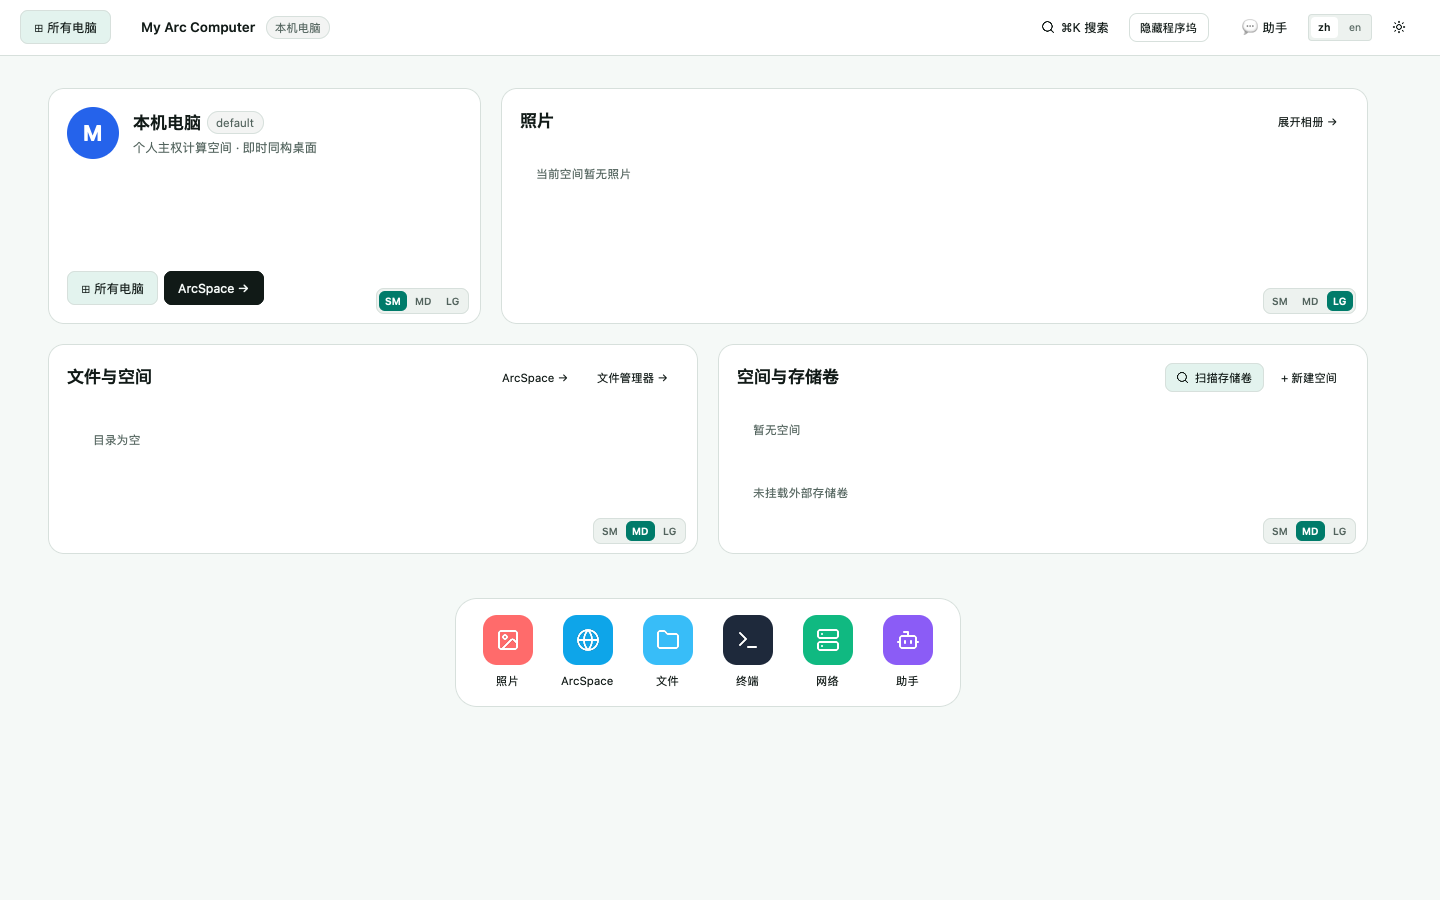 所有电脑
My Arc Computer 本机电脑
⌘K 搜索
隐藏程序坞
助手
zh en
M
本机电脑 default
个人主权计算空间 · 即时同构桌面
所有电脑
ArcSpace →
SM MD LG
照片
展开相册 →
当前空间暂无照片
SM MD LG
文件与空间
ArcSpace →
文件管理器 →
目录为空
SM MD LG
空间与存储卷
扫描存储卷
+ 新建空间
暂无空间
未挂载外部存储卷
SM MD LG
照片
ArcSpace
文件
终端
网络
助手